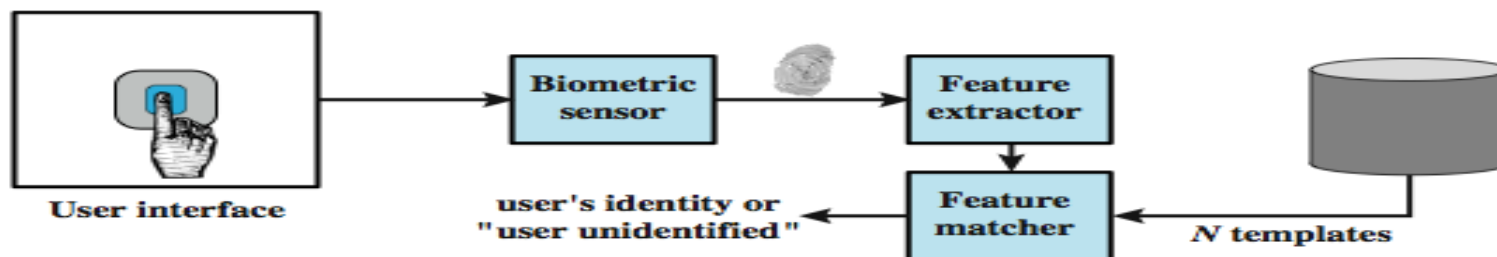 Biometric
sensor
Feature
extractor
User interface
user's identity or
"user unidentified"
Feature
matcher
N templates